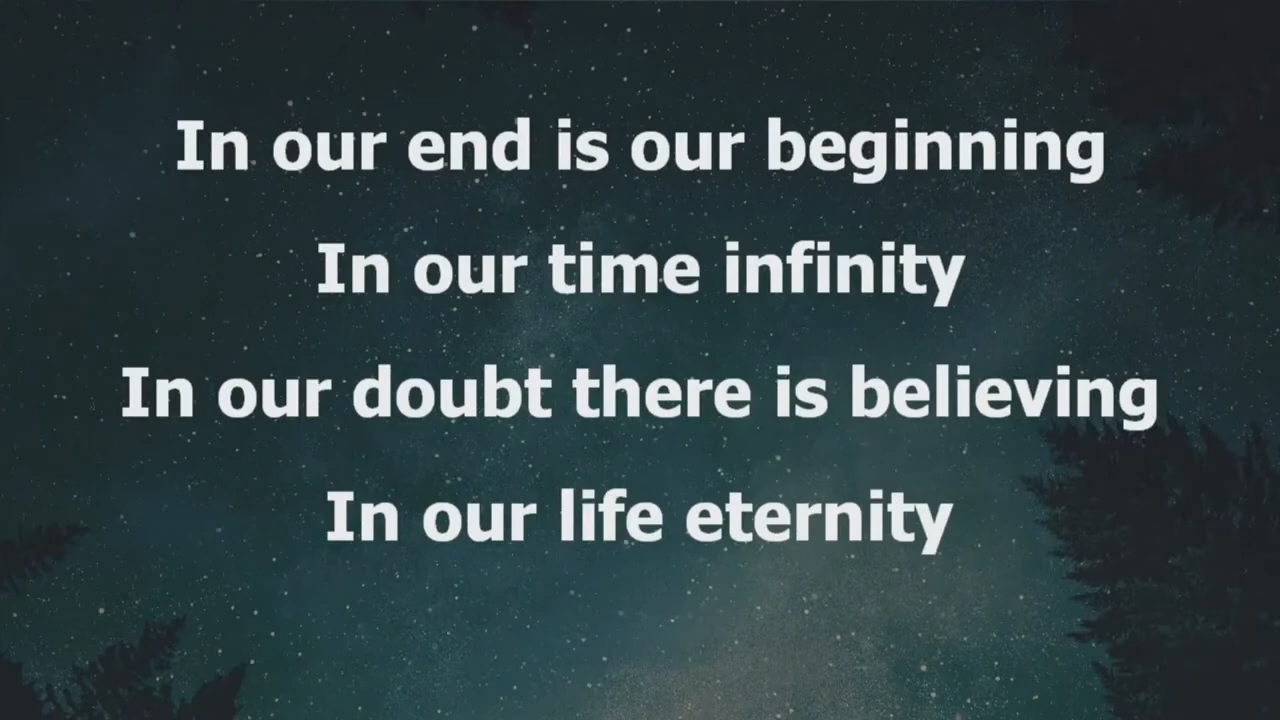 In our end is our beginning
In our time infinity
In our doubt there is believing
In our life eternity